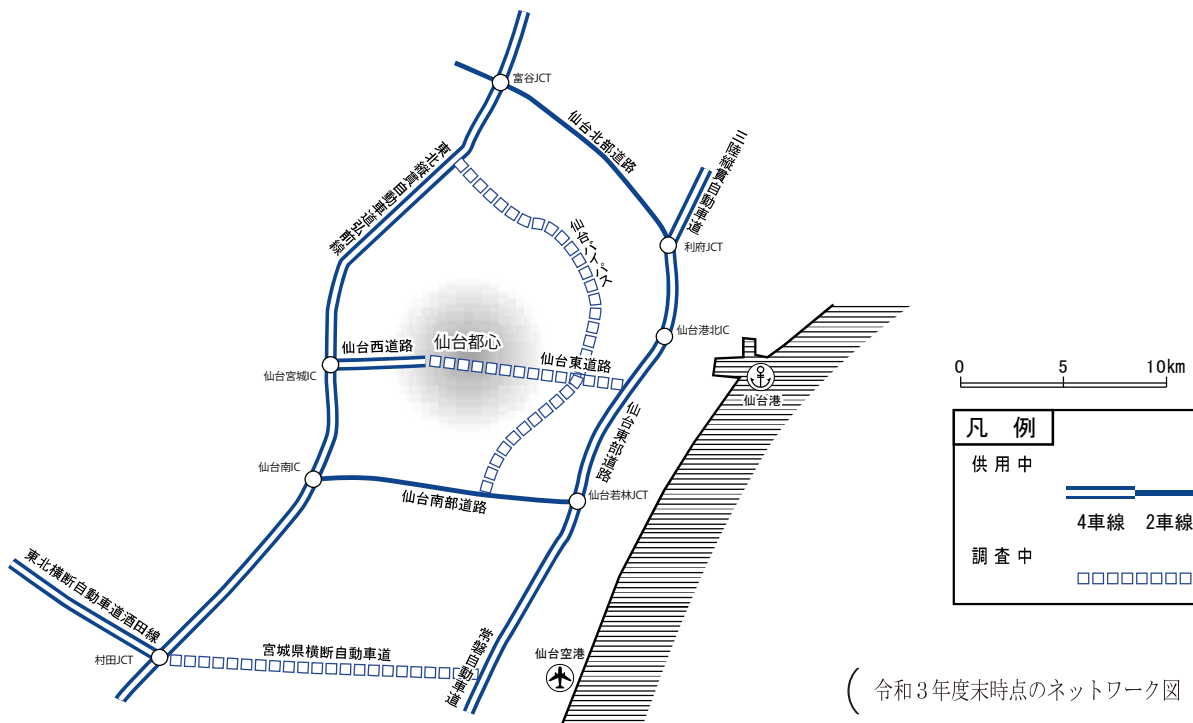 富谷JCT
仙台北部道路
三陸縦貫自動車道
東北縦貫自動車道弘前線
仙台バイパス
利府JCT
仙台港北IC
仙台西道路
仙台都心
仙台東道路
仙台宮城IC
仙台港
仙台東部道路
仙台南IC
仙台南部道路
仙台若林JCT
東北横断自動車道酒田線
村田JCT
宮城県横断自動車道
常磐自動車道
仙台空港
0 5 10km
凡 例
供用中
4車線 2車線
調査中
( 令和3年度末時点のネットワーク図